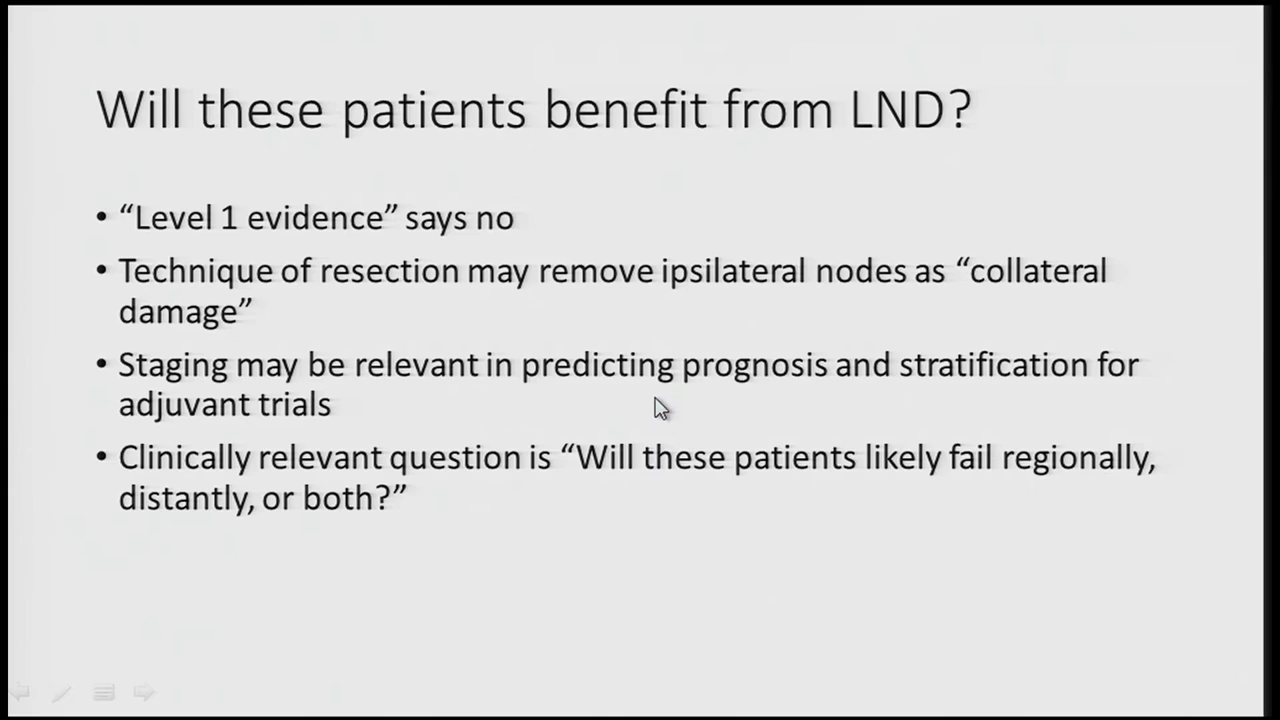 Will these patients benefit from LND?
• “Level 1 evidence” says no
• Technique of resection may remove ipsilateral nodes as “collateral
damage”
• Staging may be relevant in predicting prognosis and stratification for
adjuvant trials
• Clinically relevant question is “Will these patients likely fail regionally,
distantly, or both?”